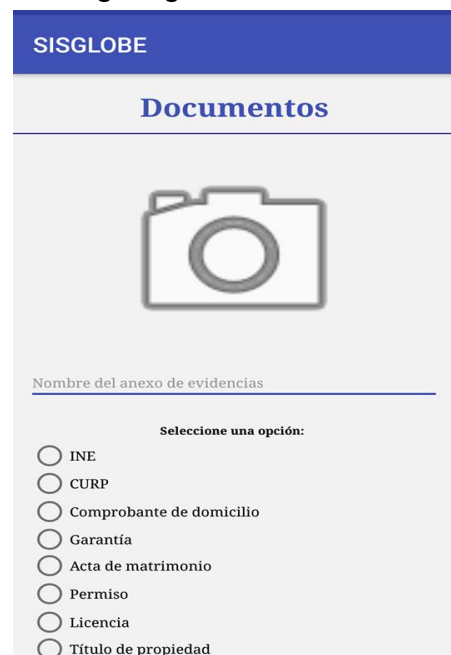 SISGLOBE
Documentos
Nombre del anexo de evidencias
Seleccione una opción:
INE
CURP
Comprobante de domicilio
Garantía
Acta de matrimonio
Permiso
Licencia
Título de propiedad